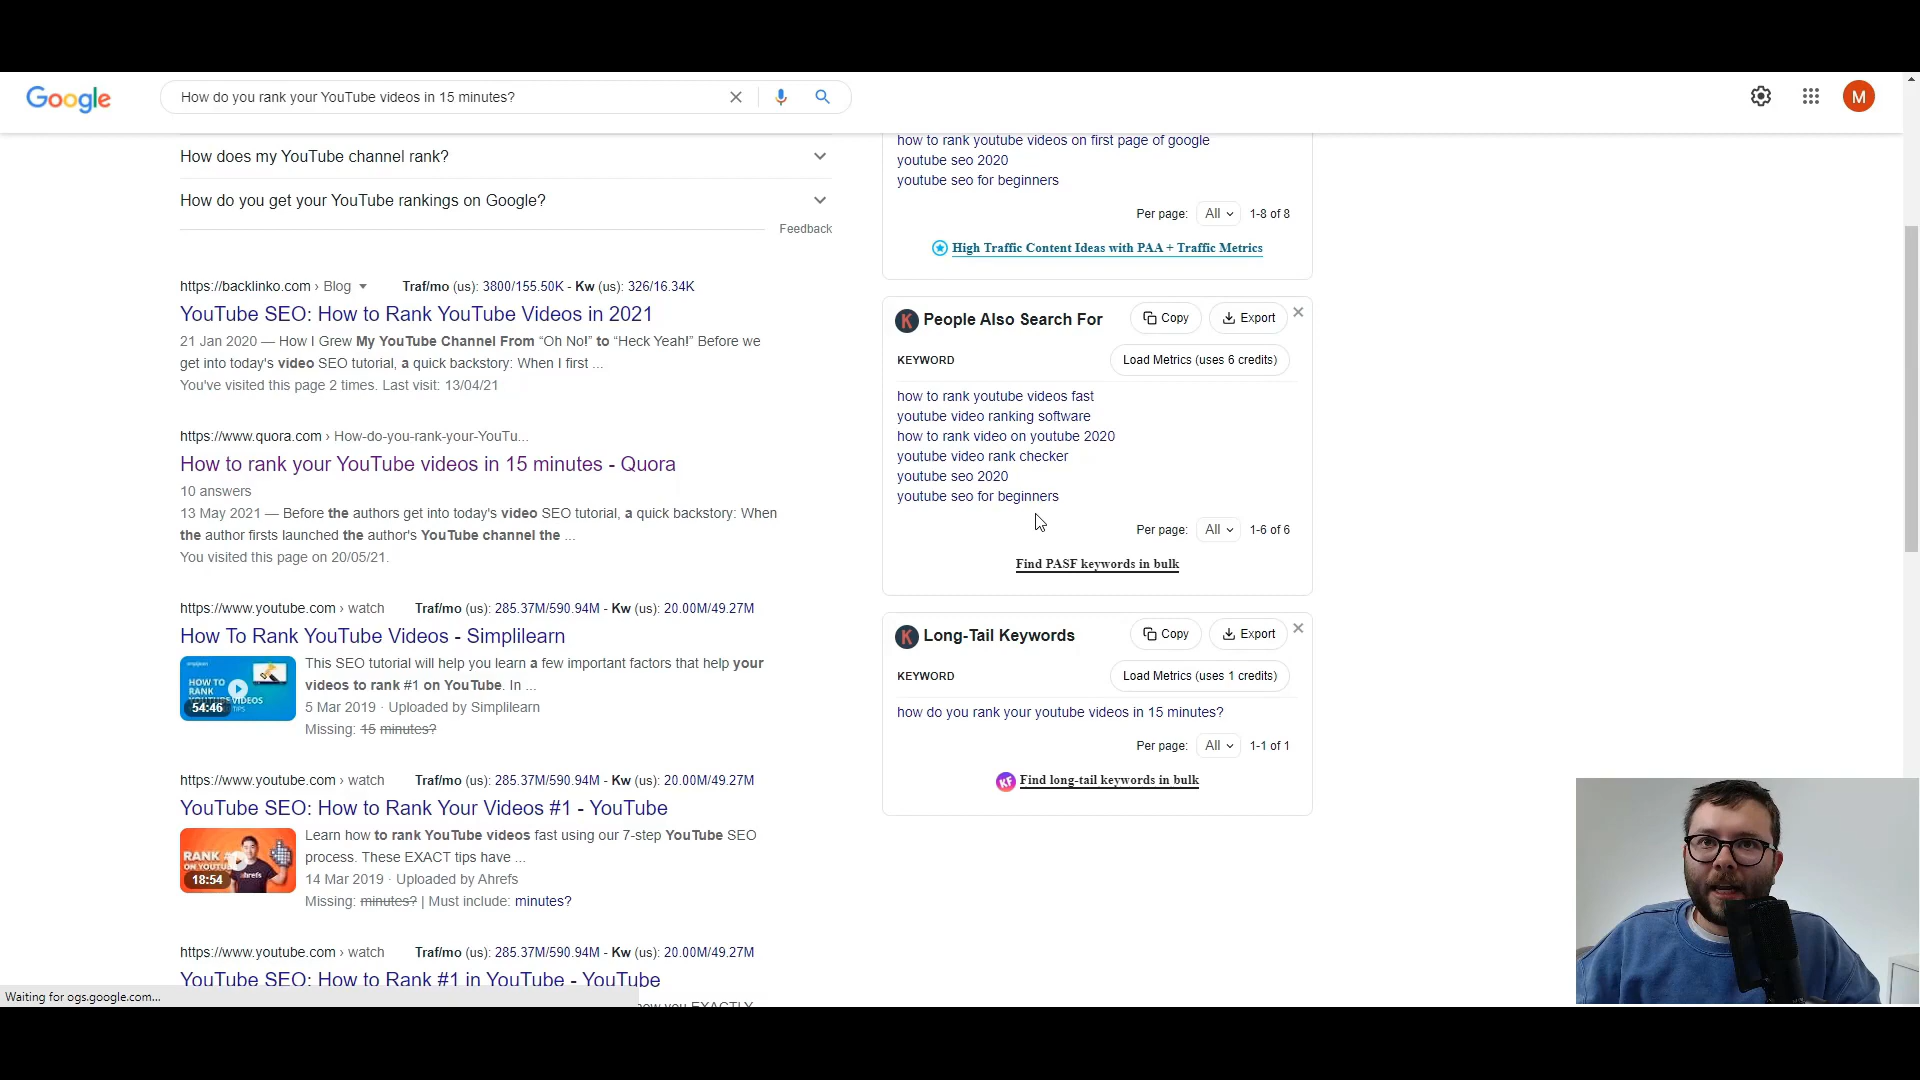 Google
How do you rank your YouTube videos in 15 minutes?
M
How does my YouTube channel rank?
How do you get your YouTube rankings on Google?
Feedback
https://backlinko.com › Blog
Traf/mo (us): 3800/155.50K - Kw (us): 326/16.34K
YouTube SEO: How to Rank YouTube Videos in 2021
21 Jan 2020 — How I Grew My YouTube Channel From “Oh No!” to “Heck Yeah!” Before we
get into today's video SEO tutorial, a quick backstory: When I first ...
You've visited this page 2 times. Last visit: 13/04/21
https://www.quora.com › How-do-you-rank-your-YouTu...
How to rank your YouTube videos in 15 minutes - Quora
10 answers
13 May 2021 — Before the authors get into today's video SEO tutorial, a quick backstory: When
the author firsts launched the author's YouTube channel the ...
You visited this page on 20/05/21.
https://www.youtube.com › watch
Traf/mo (us): 285.37M/590.94M - Kw (us): 20.00M/49.27M
How To Rank YouTube Videos - Simplilearn
HOW TO
RANK
YOUTUBE VIDEOS
54:46
This SEO tutorial will help you learn a few important factors that help your
videos to rank #1 on YouTube. In ...
5 Mar 2019 · Uploaded by Simplilearn
Missing: 15 minutes?
https://www.youtube.com › watch
Traf/mo (us): 285.37M/590.94M - Kw (us): 20.00M/49.27M
YouTube SEO: How to Rank Your Videos #1 - YouTube
RANK #
ON YOUTU
ahrefs
18:54
Learn how to rank YouTube videos fast using our 7-step YouTube SEO
process. These EXACT tips have ...
14 Mar 2019 · Uploaded by Ahrefs
Missing: minutes? | Must include: minutes?
https://www.youtube.com › watch
Traf/mo (us): 285.37M/590.94M - Kw (us): 20.00M/49.27M
YouTube SEO: How to Rank #1 in YouTube - YouTube
you EXACTLY
Waiting for ogs.google.com...
how to rank youtube videos on first page of google
youtube seo 2020
youtube seo for beginners
Per page: All 1-8 of 8
High Traffic Content Ideas with PAA + Traffic Metrics
K People Also Search For
Copy
Export
KEYWORD
Load Metrics (uses 6 credits)
how to rank youtube videos fast
youtube video ranking software
how to rank video on youtube 2020
youtube video rank checker
youtube seo 2020
youtube seo for beginners
Per page: All 1-6 of 6
Find PASF keywords in bulk
K Long-Tail Keywords
Copy
Export
KEYWORD
Load Metrics (uses 1 credits)
how do you rank your youtube videos in 15 minutes?
Per page: All 1-1 of 1
KF Find long-tail keywords in bulk